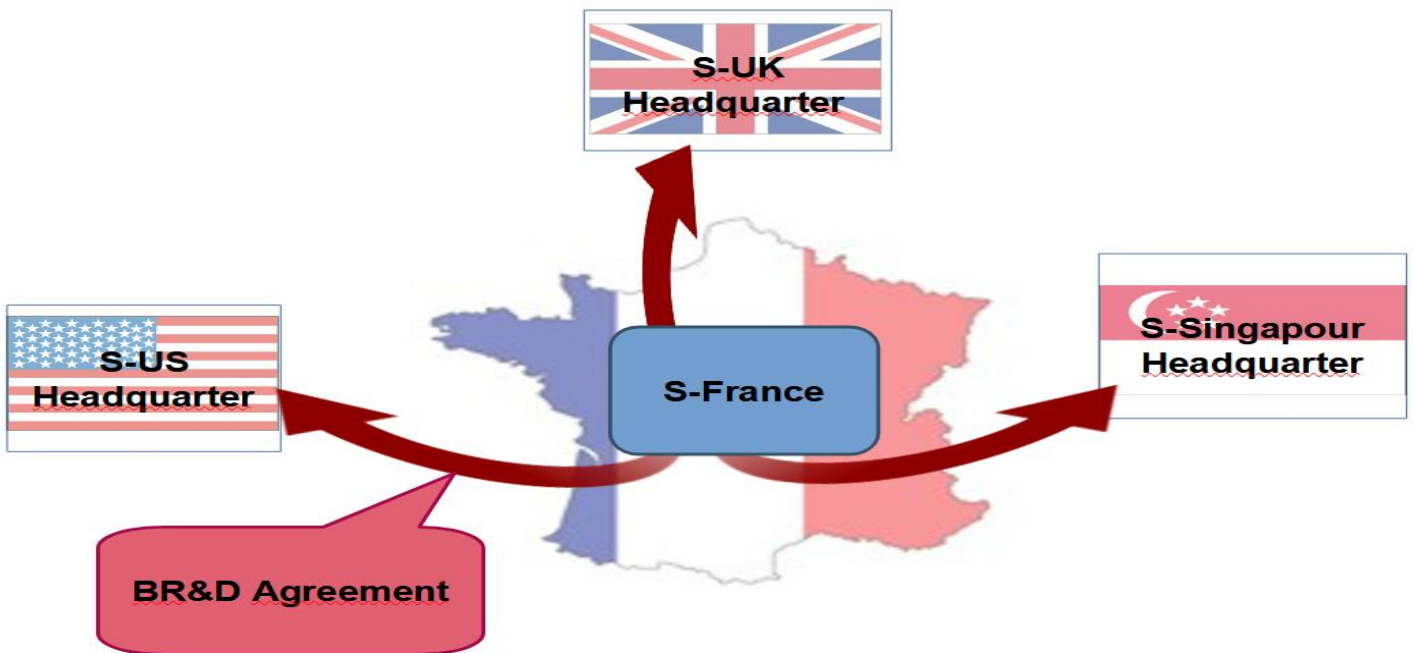 S-UK
Headquarter
S-Singapour
Headquarter
S-US
Headquarter
S-France
BR&D Agreement